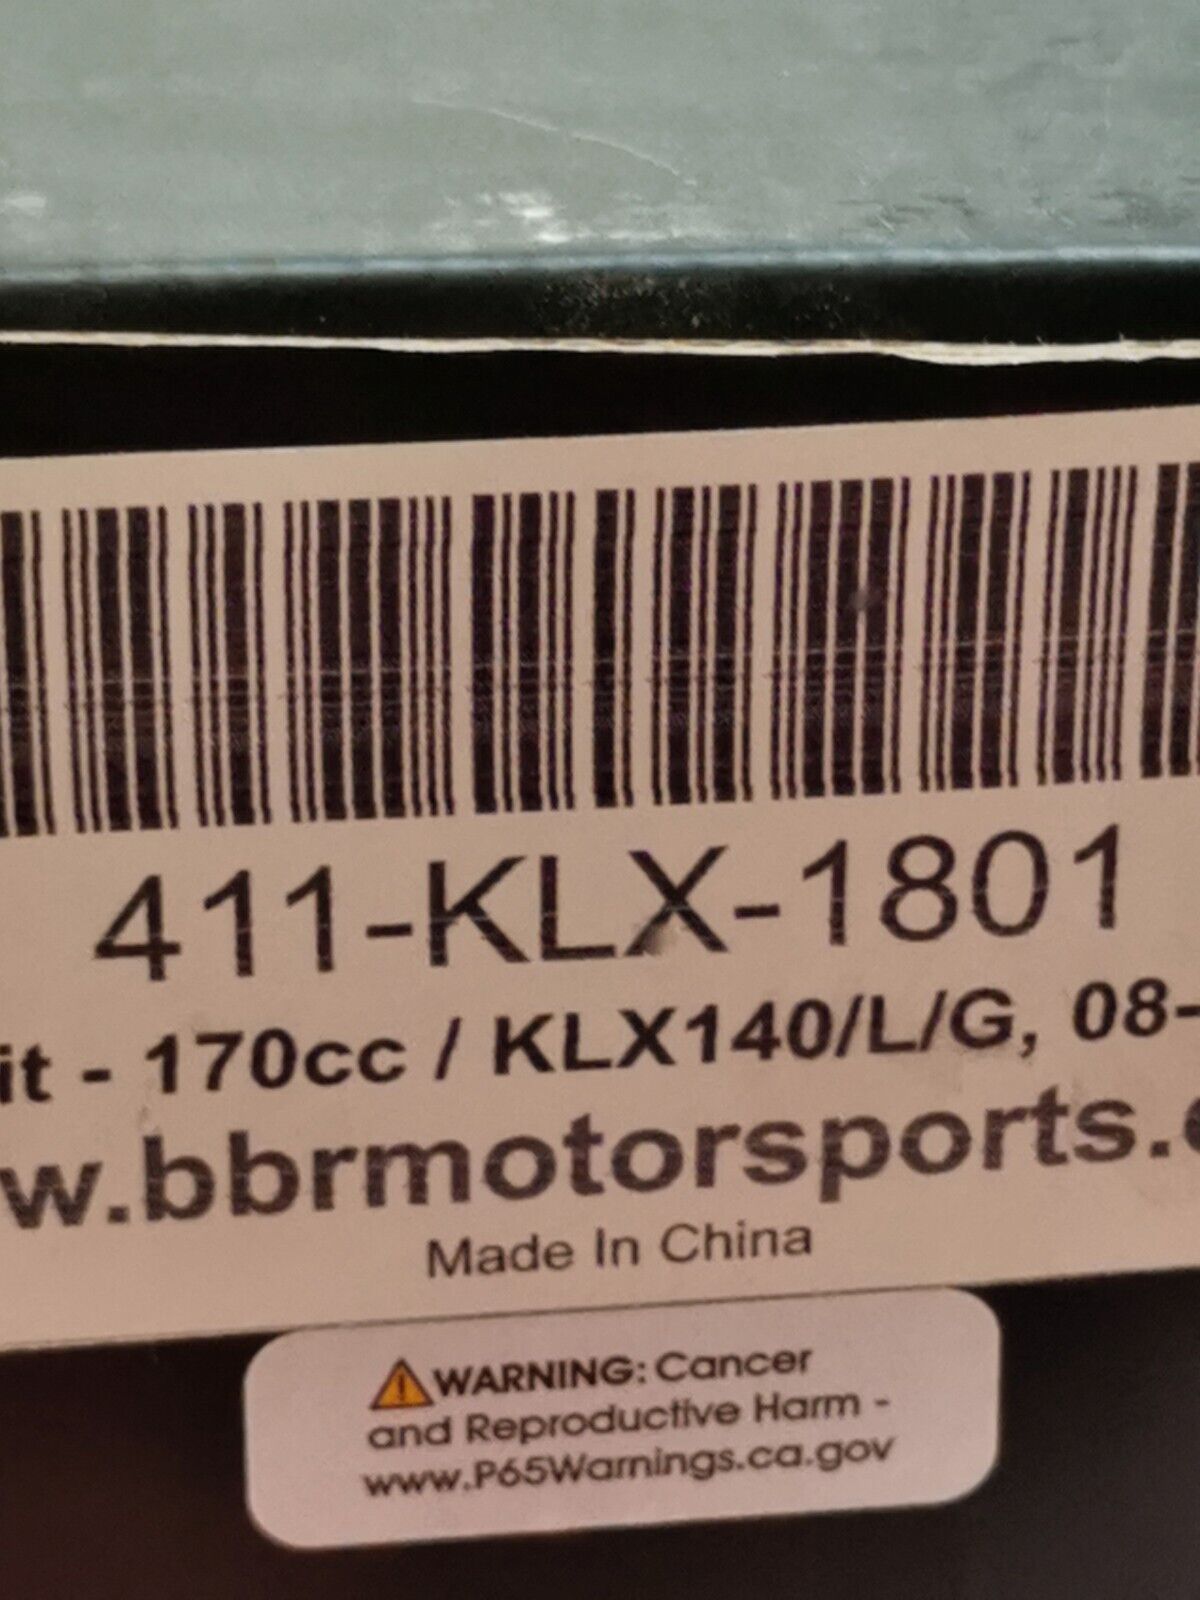 411-KLX-1801
it - 170cc / KLX140/L/G, 08-
w.bbrmotorsports.
Made In China
WARNING: Cancer
and Reproductive Harm -
www.P65Warnings.ca.gov